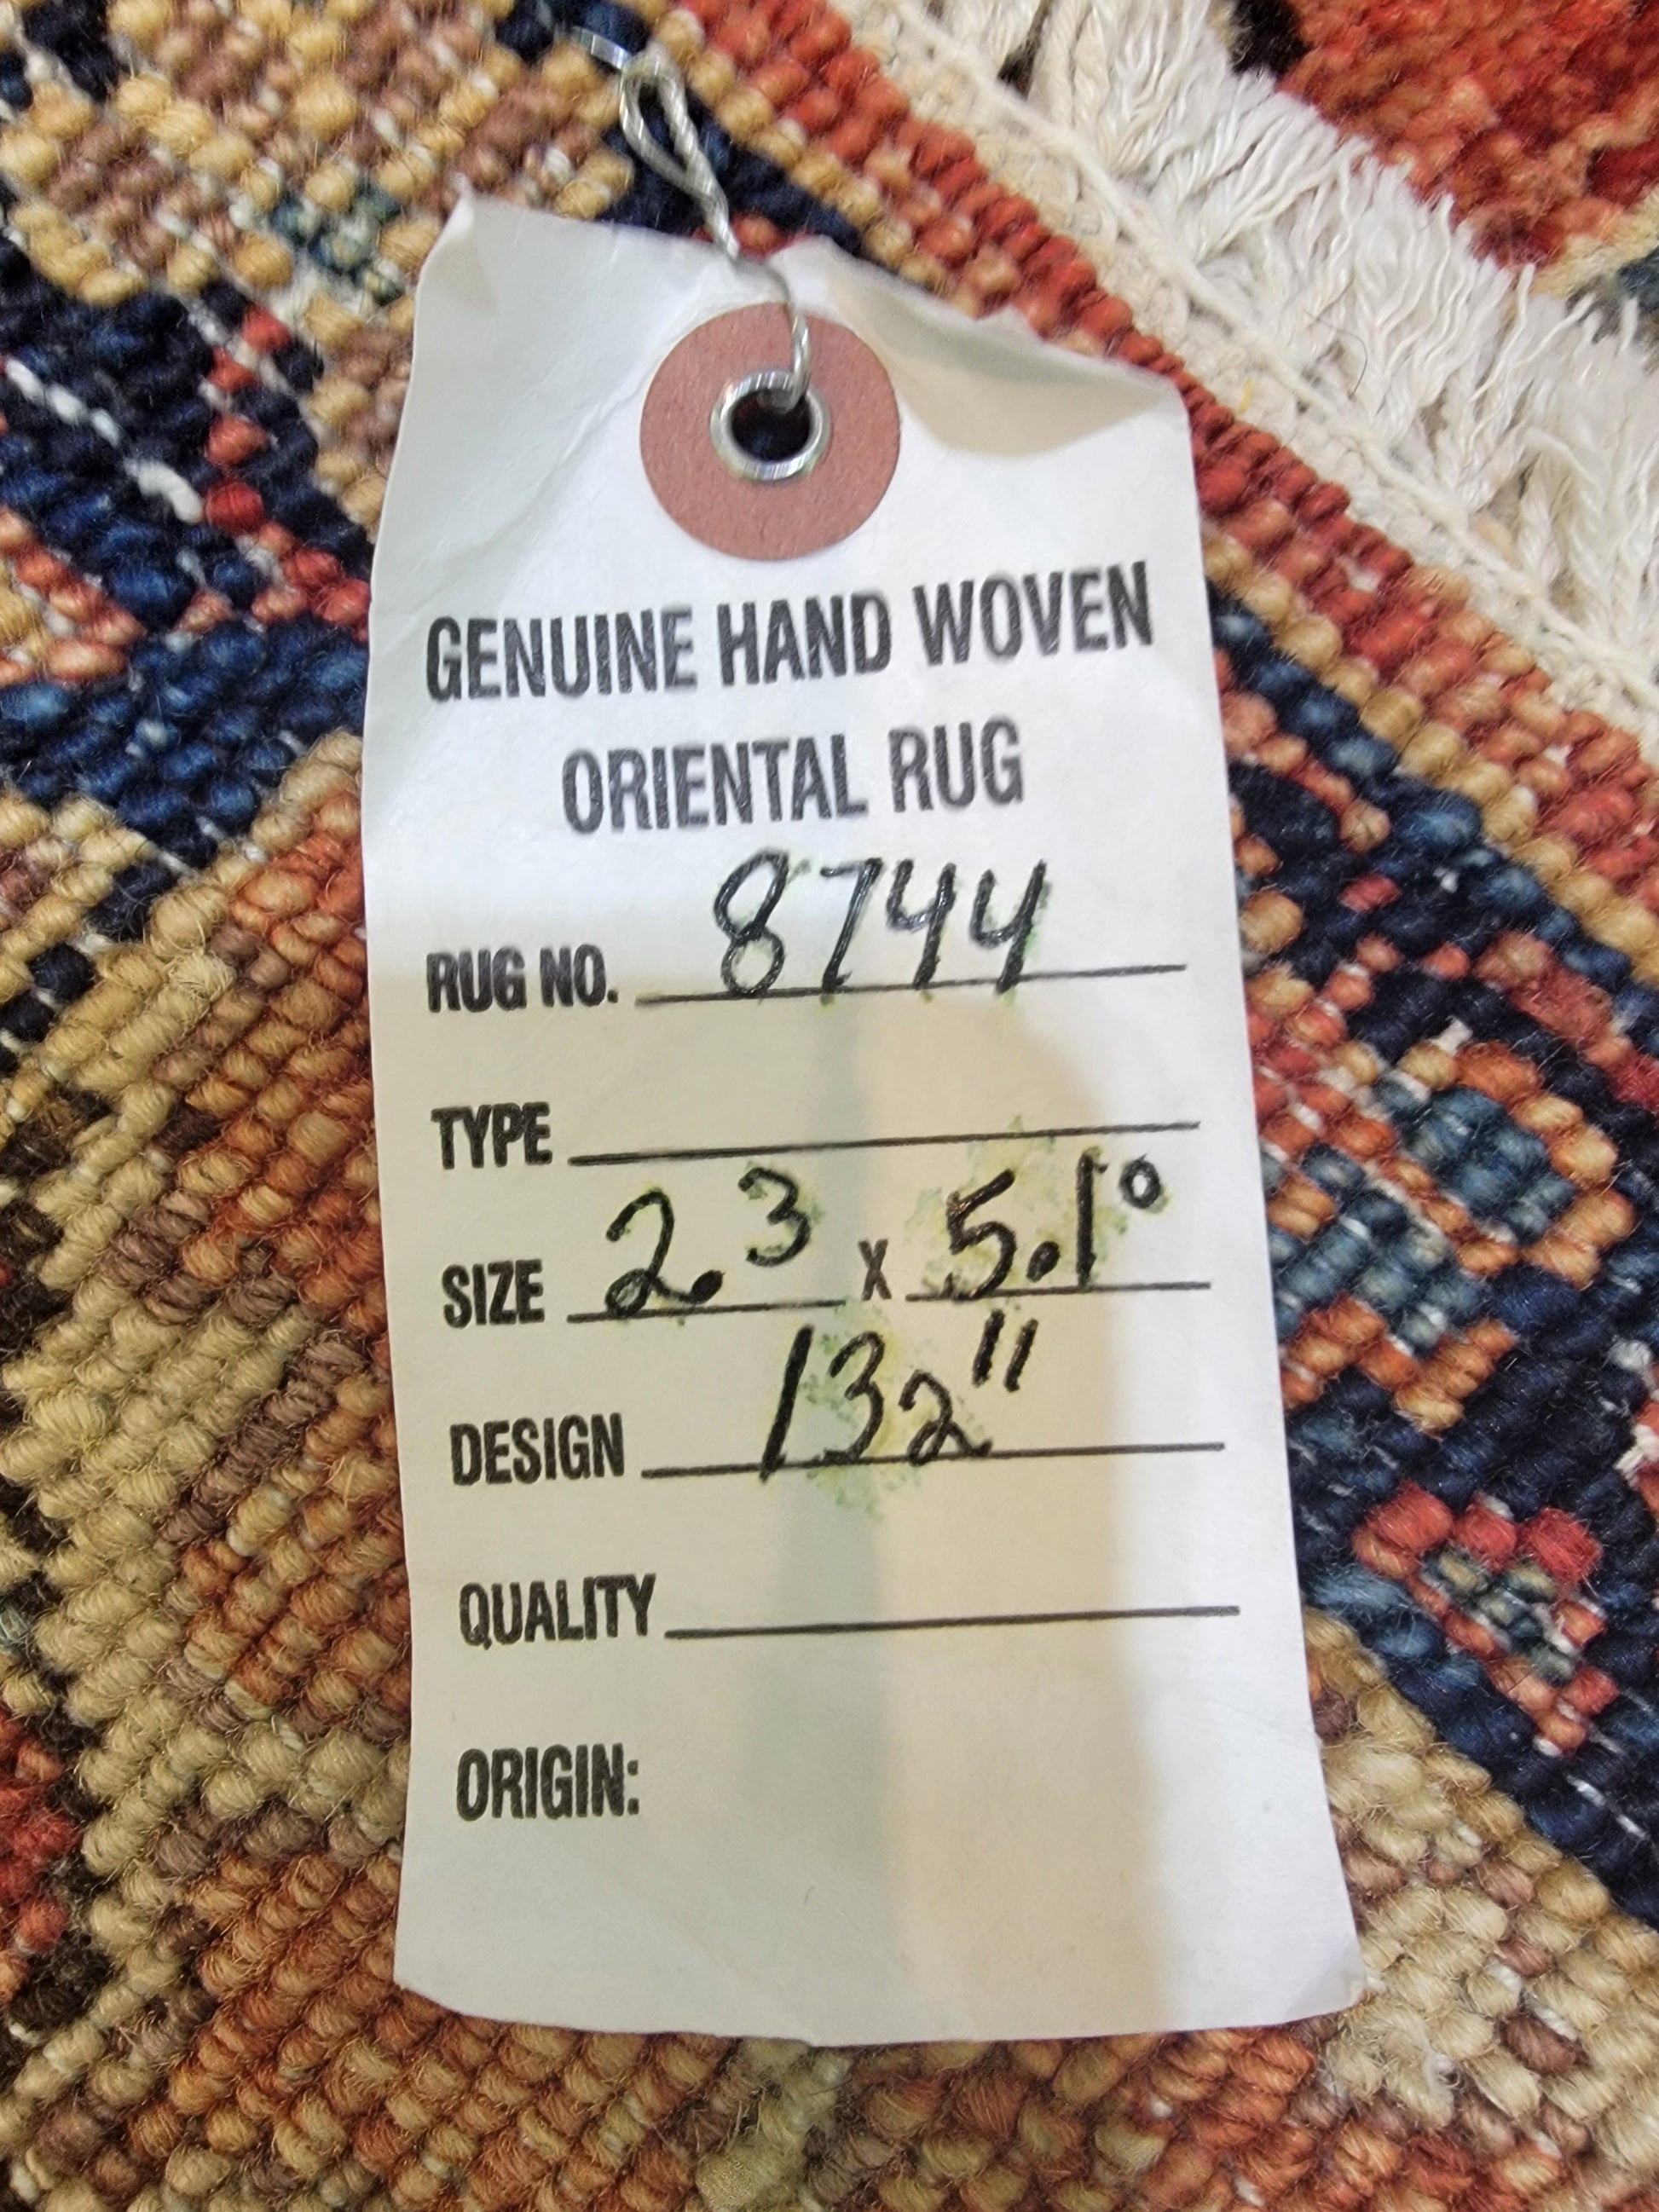 GENUINE HAND WOVEN
ORIENTAL RUG
RUG NO. 8744
TYPE
SIZE 2.3 x 5.10
DESIGN 132"
QUALITY
ORIGIN: